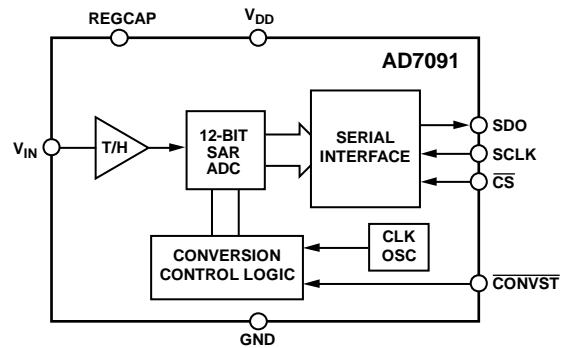 REGCAP
VDD
AD7091
VIN
T/H
12-BIT
SAR
ADC
SERIAL
INTERFACE
SDO
SCLK
CS
CLK
OSC
CONVERSION
CONTROL LOGIC
CONVST
GND